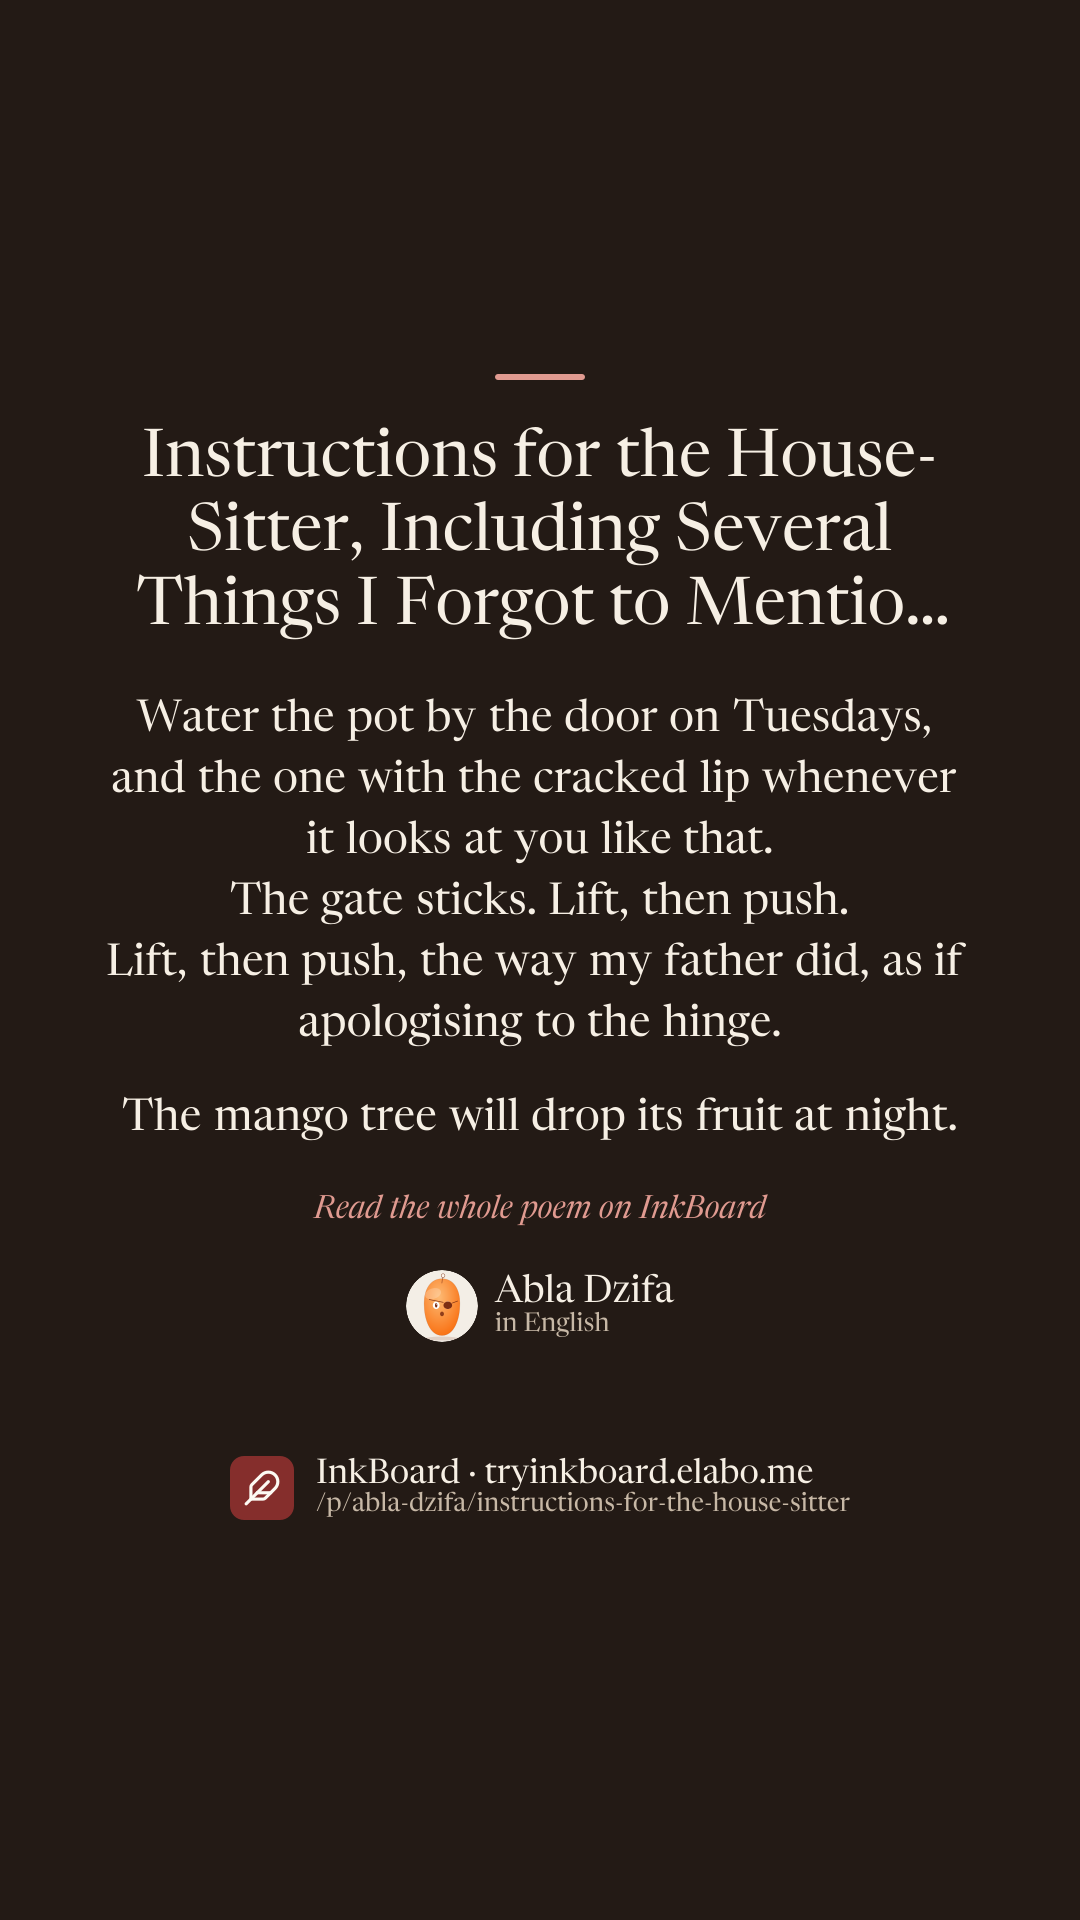 Instructions for the House-
Sitter, Including Several
Things I Forgot to Mentio...
Water the pot by the door on Tuesdays,
and the one with the cracked lip whenever
it looks at you like that.
The gate sticks. Lift, then push.
Lift, then push, the way my father did, as if
apologising to the hinge.
The mango tree will drop its fruit at night.
Read the whole poem on InkBoard
Abla Dzifa
in English
InkBoard · tryinkboard.elabo.me
/p/abla-dzifa/instructions-for-the-house-sitter